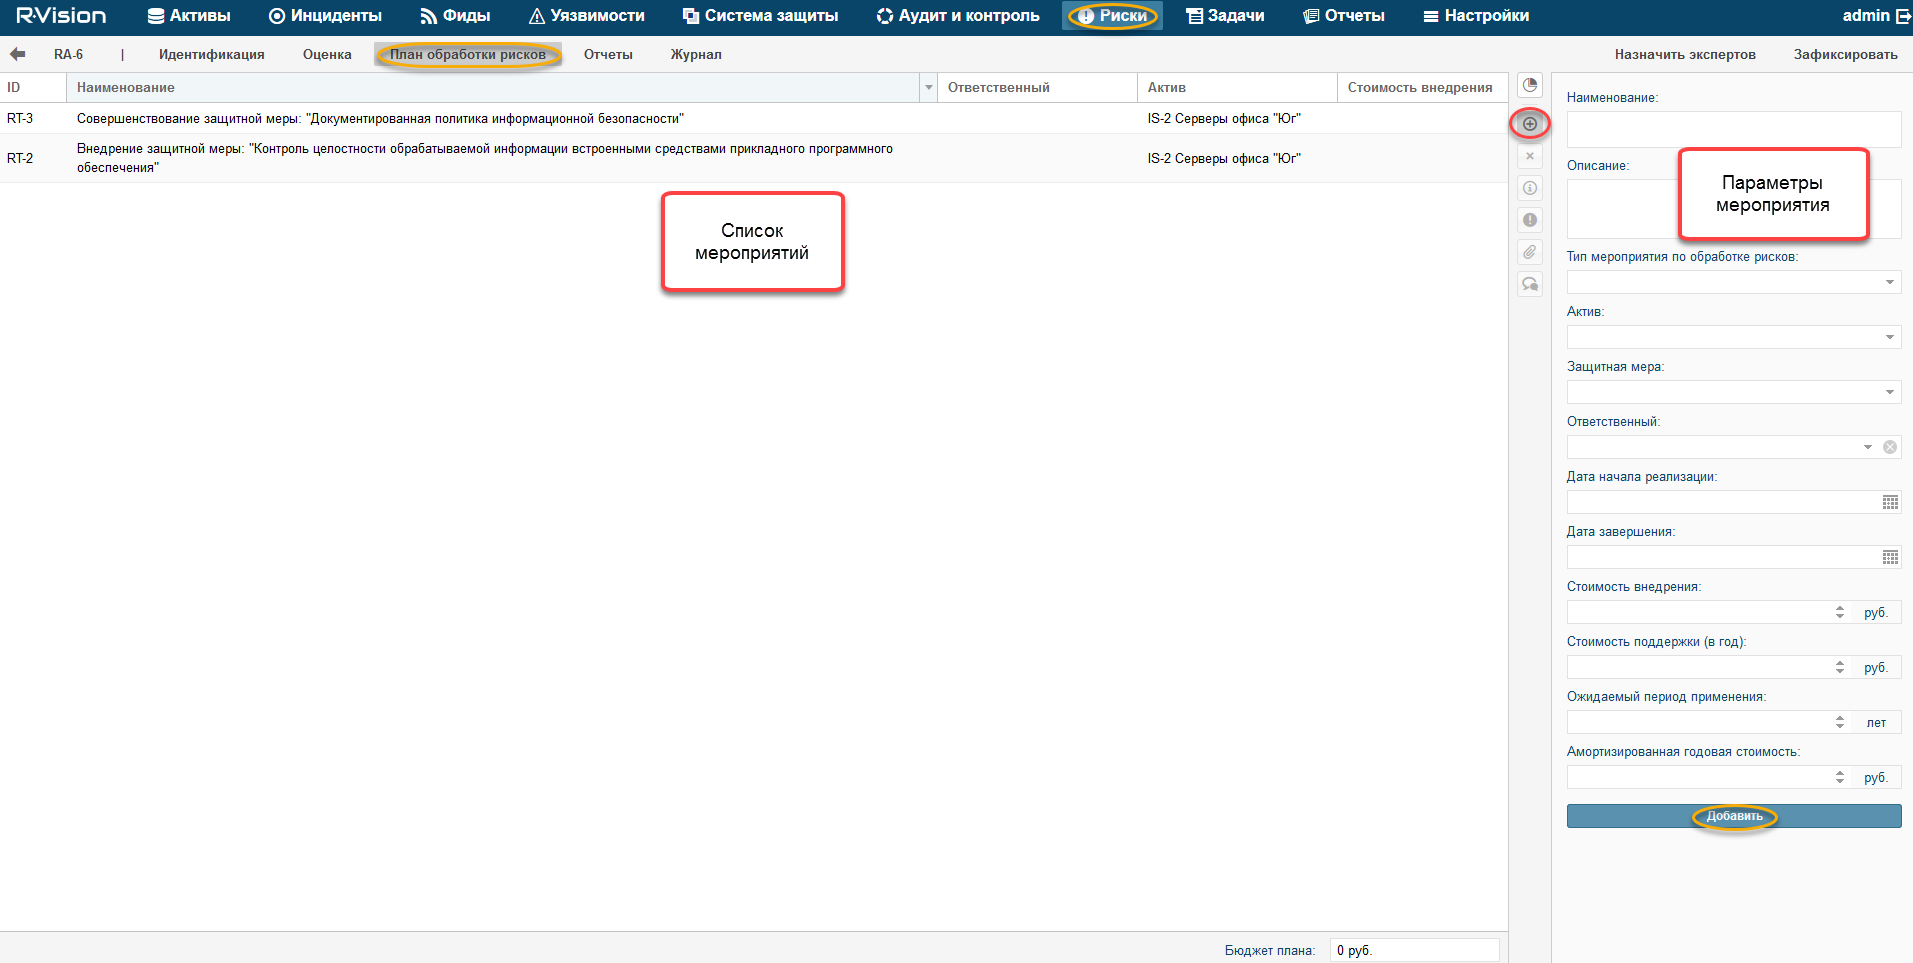 R-Vision Активы Инциденты Фиды Уязвимости Система защиты Аудит и контроль Риски Задачи Отчеты Настройки admin
RA-6 | Идентификация Оценка План обработки рисков Отчеты Журнал Назначить экспертов Зафиксировать
ID Наименование Ответственный Актив Стоимость внедрения
RT-3 Совершенствование защитной меры: "Документированная политика информационной безопасности" IS-2 Серверы офиса "Юг"
RT-2 Внедрение защитной меры: "Контроль целостности обрабатываемой информации встроенными средствами прикладного программного
обеспечения" IS-2 Серверы офиса "Юг"
Список
мероприятий
Наименование:
Описание:
Параметры
мероприятия
Тип мероприятия по обработке рисков:
Актив:
Защитная мера:
Ответственный:
Дата начала реализации:
Дата завершения:
Стоимость внедрения:
руб.
Стоимость поддержки (в год):
руб.
Ожидаемый период применения:
лет
Амортизированная годовая стоимость:
руб.
Добавить
Бюджет плана: 0 руб.